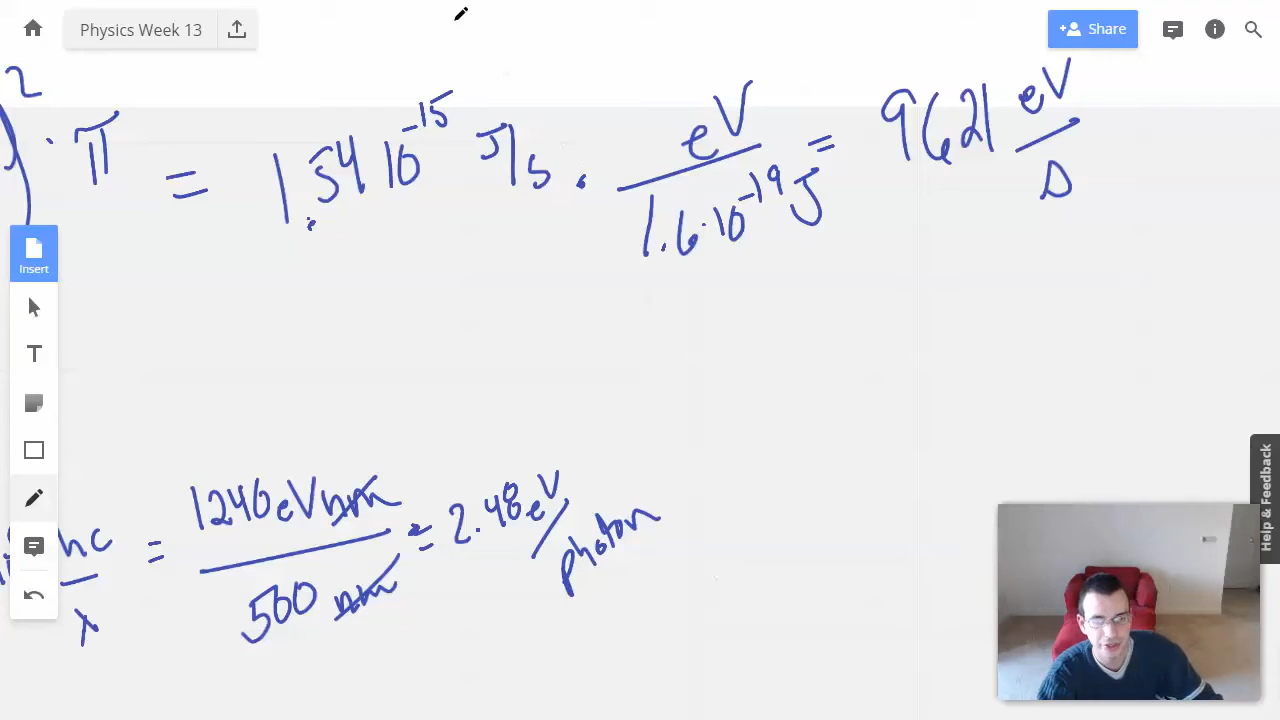 Physics Week 13
Share
)² · π = 1.54 10⁻¹⁵ J/s · eV / 1.6·10⁻¹⁹ J = 9621 eV / s
Insert
T
hc / λ = 1240 eV nm / 500 nm = 2.48 eV / photon
Help & Feedback